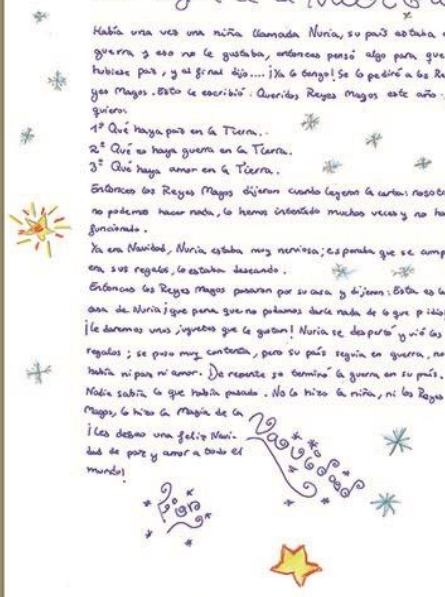 Había una vez una niña llamada Nuria, su país estaba
guerra y eso no le gustaba, entonces pensó algo para que
hubiese paz, y al final dijo.... ¡Ya lo tengo! Se lo pediré a los Re
yes Magos. Esto le escribió: Queridos Reyes Magos este año
quiero:
1º Qué haya paz en la Tierra..
2º Qué no haya guerra en la Tierra.
3º Qué haya amor en la Tierra.
Entonces los Reyes Magos dijeron cuando leyeron la carta: nosot
no podemos hacer nada, lo hemos intentado muchas veces y no ha
funcionado.
Ya era Navidad, Nuria estaba muy nerviosa; esperaba que se cump
era sus regalos, lo estaba deseando.
Entonces los Reyes Magos pasaron por su casa y dijeron: Esta es la
casa de Nuria ¡que pena que no podamos darle nada de lo que pidió
¡le daremos unos juguetes que le gustan! Nuria se despertó y vió los
regalos; se puso muy contenta, pero su país seguía en guerra, no
había ni paz ni amor. De repente se terminó la guerra en su país.
Nadie sabía lo que había pasado. No lo hizo la niña, ni los Reyes
Magos, lo hizo la Magia de la
Navidad
¡Les deseo una feliz Navi-
dad de paz y amor a todo el
mundo!
Fin